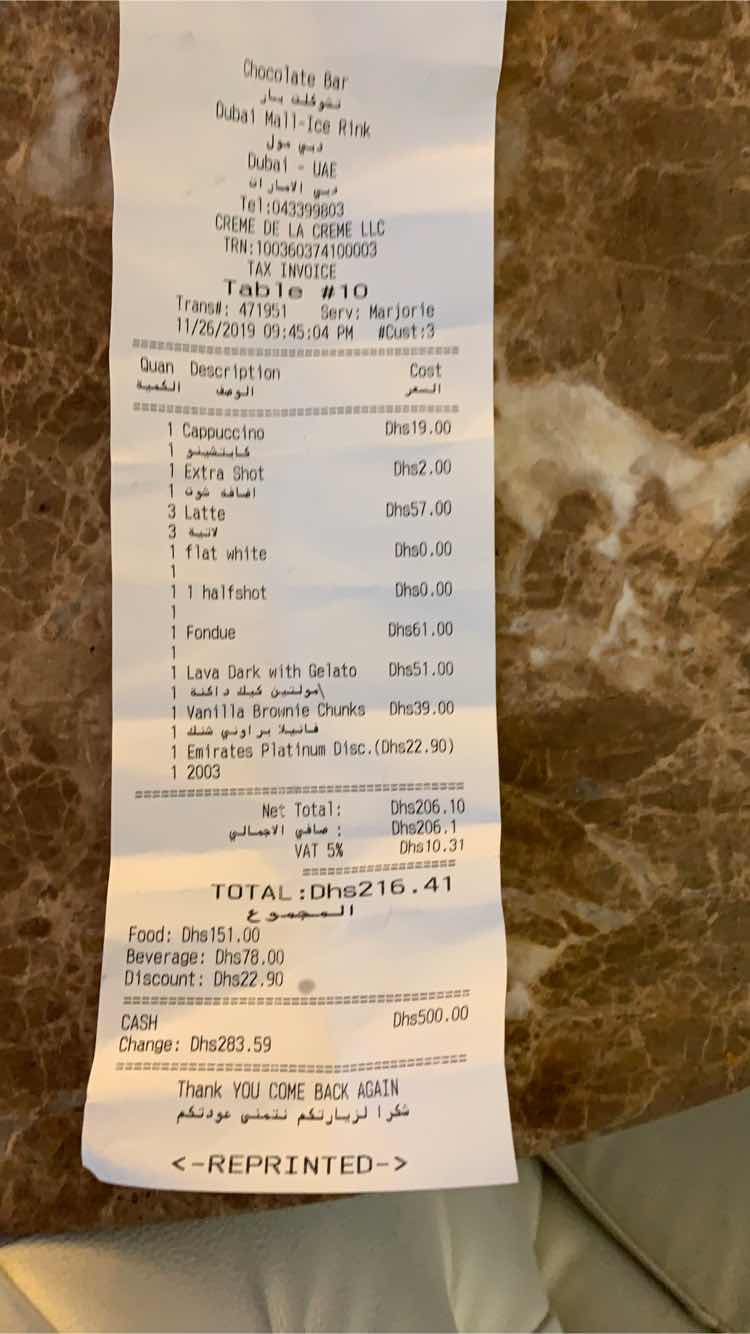 Chocolate Bar
تشوكلت بار
Dubai Mall-Ice Rink
دبي مول
Dubai - UAE
دبي الامارات
Tel:043399803
CREME DE LA CREME LLC
TRN:100360374100003
TAX INVOICE
Table #10
Trans#: 471951 Serv: Marjorie
11/26/2019 09:45:04 PM #Cust:3
Quan Description Cost
الكمية الوصف السعر
1 Cappuccino Dhs19.00
1 كابتشينو
1 Extra Shot Dhs2.00
1 اضافة شوت
3 Latte Dhs57.00
3 لاتية
1 flat white Dhs0.00
1
1 1 halfshot Dhs0.00
1
1 Fondue Dhs61.00
1
1 Lava Dark with Gelato Dhs51.00
1 مولتين كيك داكنة\
1 Vanilla Brownie Chunks Dhs39.00
1 فانيلا براوني شنك
1 Emirates Platinum Disc.(Dhs22.90)
1 2003
Net Total: Dhs206.10
صافي الاجمالي : Dhs206.1
VAT 5% Dhs10.31
TOTAL:Dhs216.41
المجموع
Food: Dhs151.00
Beverage: Dhs78.00
Discount: Dhs22.90
CASH Dhs500.00
Change: Dhs283.59
Thank YOU COME BACK AGAIN
شكرا لزيارتكم نتمنى عودتكم
<-REPRINTED->